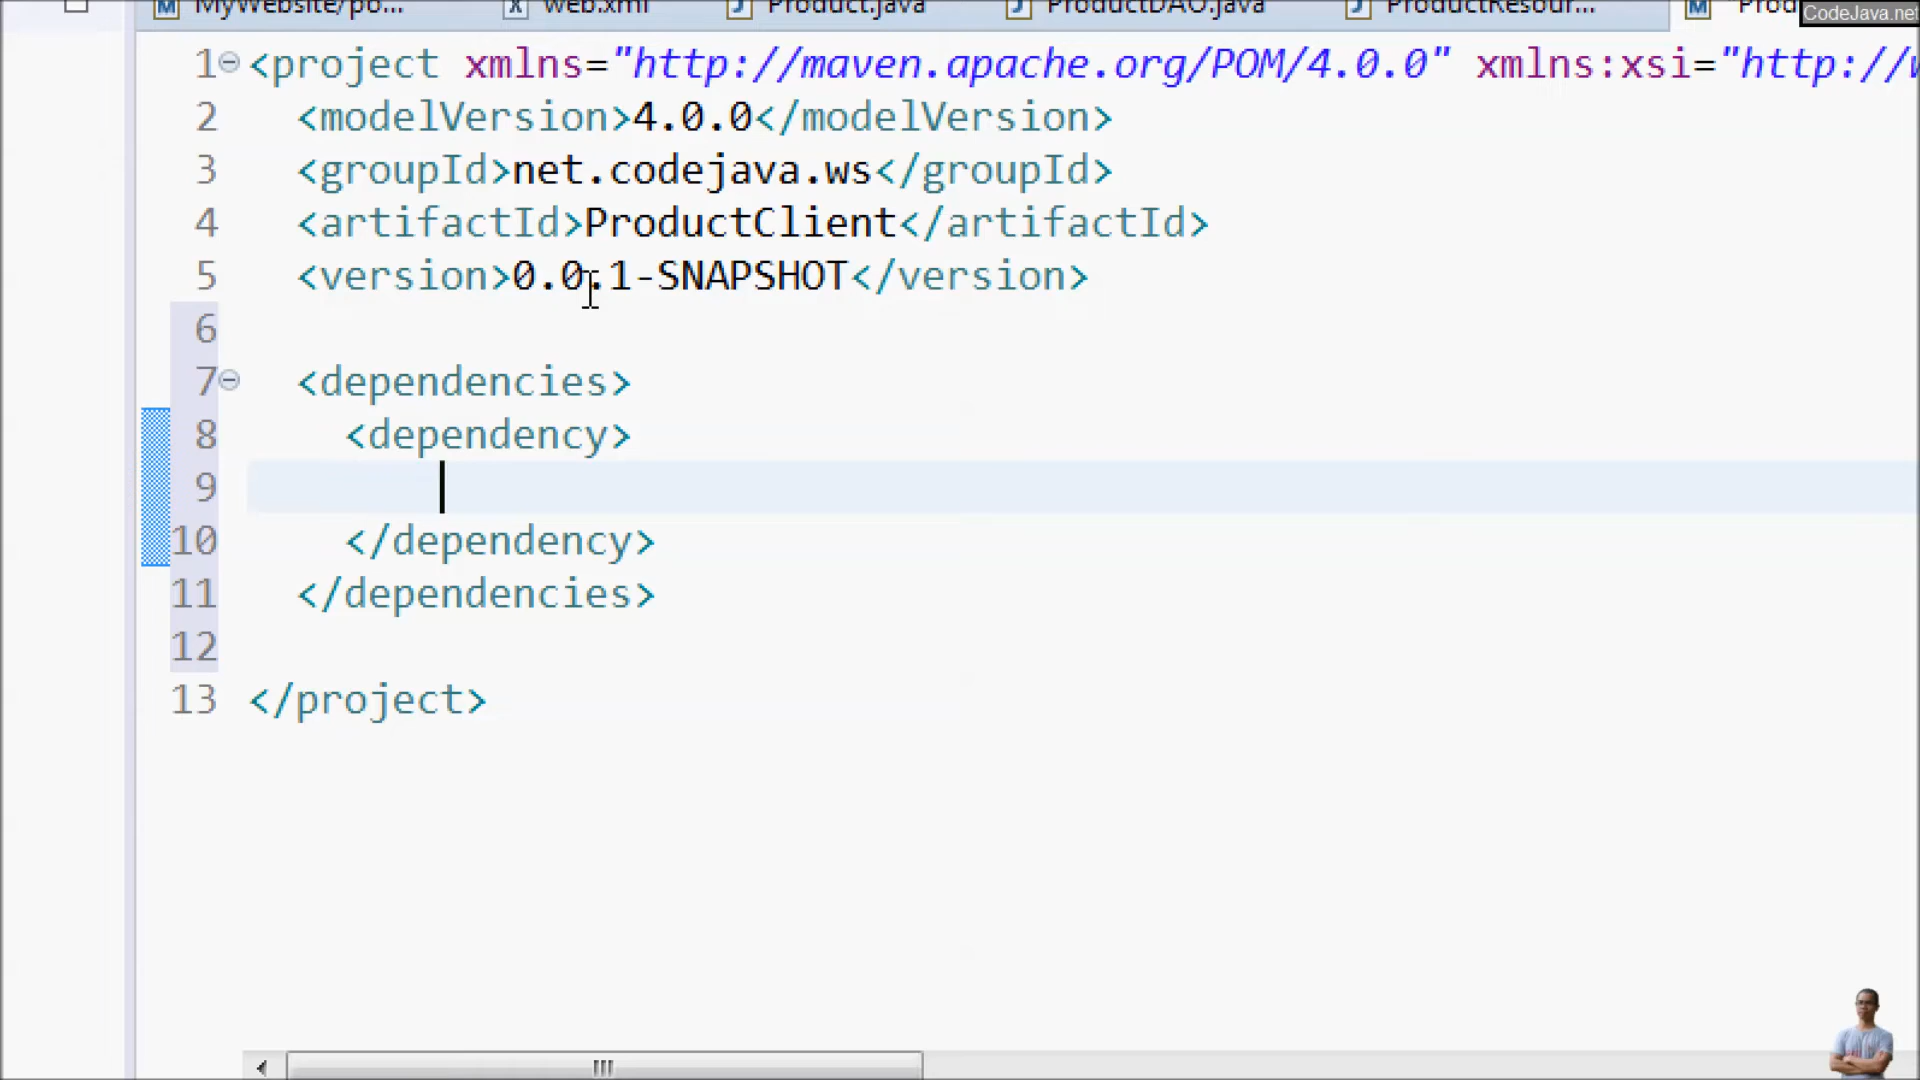 MyWebsite/po...
web.xml
Product.java
ProductDAO.java
ProductResour...
CodeJava.net
1 <project xmlns="http://maven.apache.org/POM/4.0.0" xmlns:xsi="http://
2 <modelVersion>4.0.0</modelVersion>
3 <groupId>net.codejava.ws</groupId>
4 <artifactId>ProductClient</artifactId>
5 <version>0.0.1-SNAPSHOT</version>
6
7 <dependencies>
8 <dependency>
9
10 </dependency>
11 </dependencies>
12
13 </project>